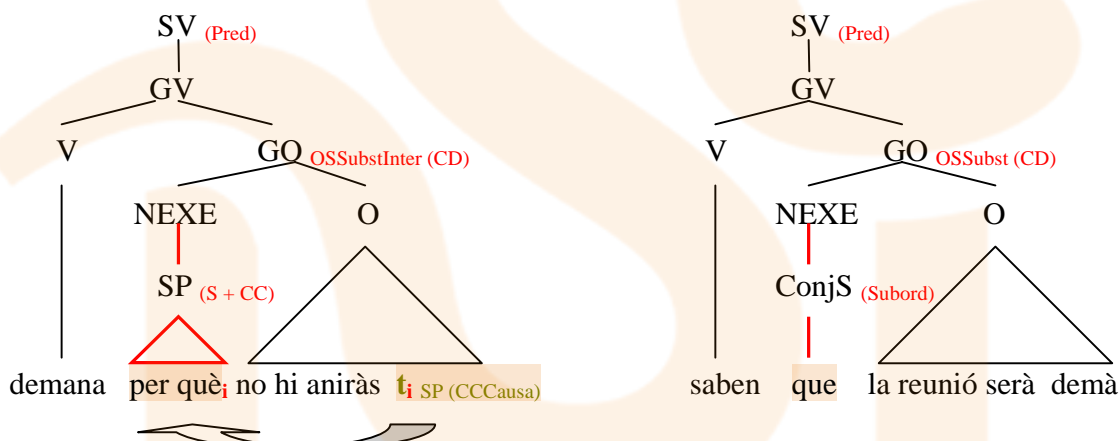 SV (Pred) SV (Pred)
GV GV
V GO OSSubstInter (CD) V GO OSSubst (CD)
NEXE O NEXE O
SP (S + CC) ConjS (Subord)
demana per quèi no hi aniràs ti SP (CCCausa) saben que la reunió serà demà